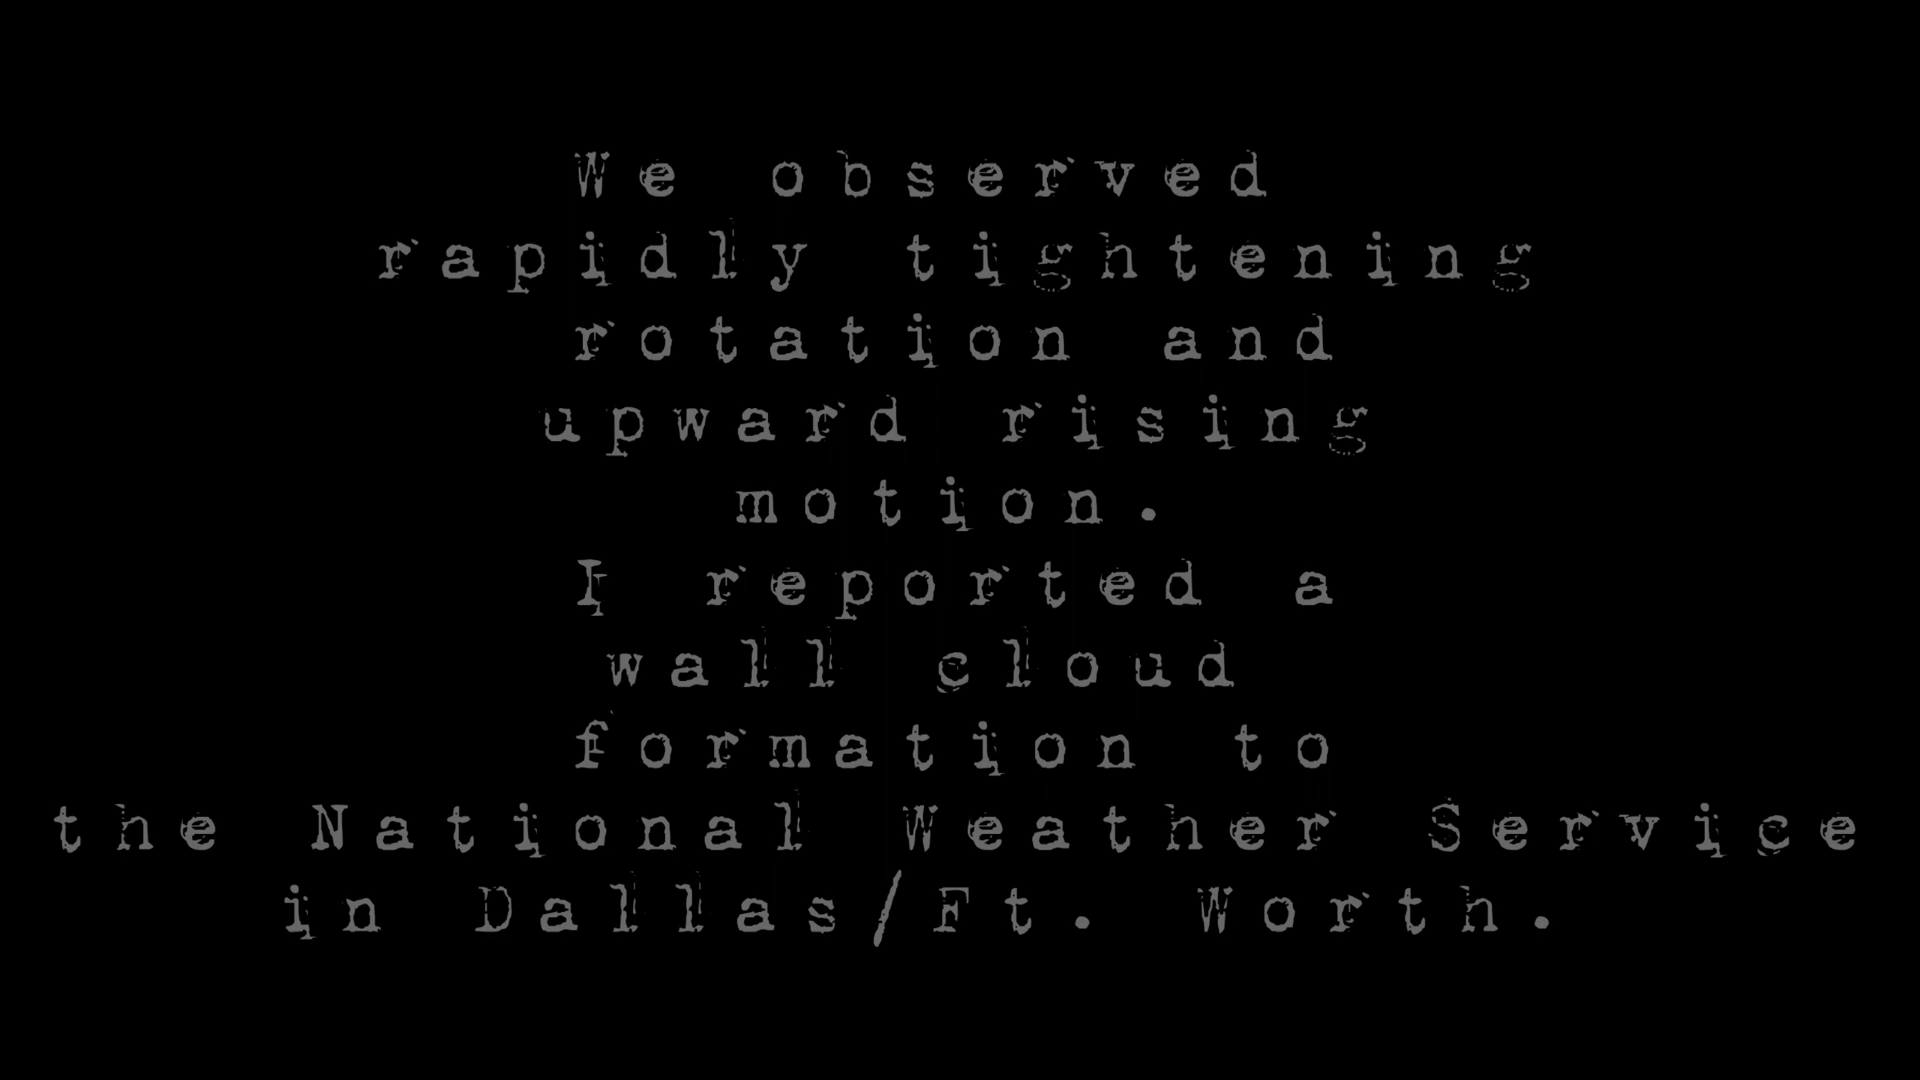 We observed
rapidly tightening
rotation and
upward rising
motion.
I reported a
wall cloud
formation to
the National Weather Service
in Dallas/Ft. Worth.